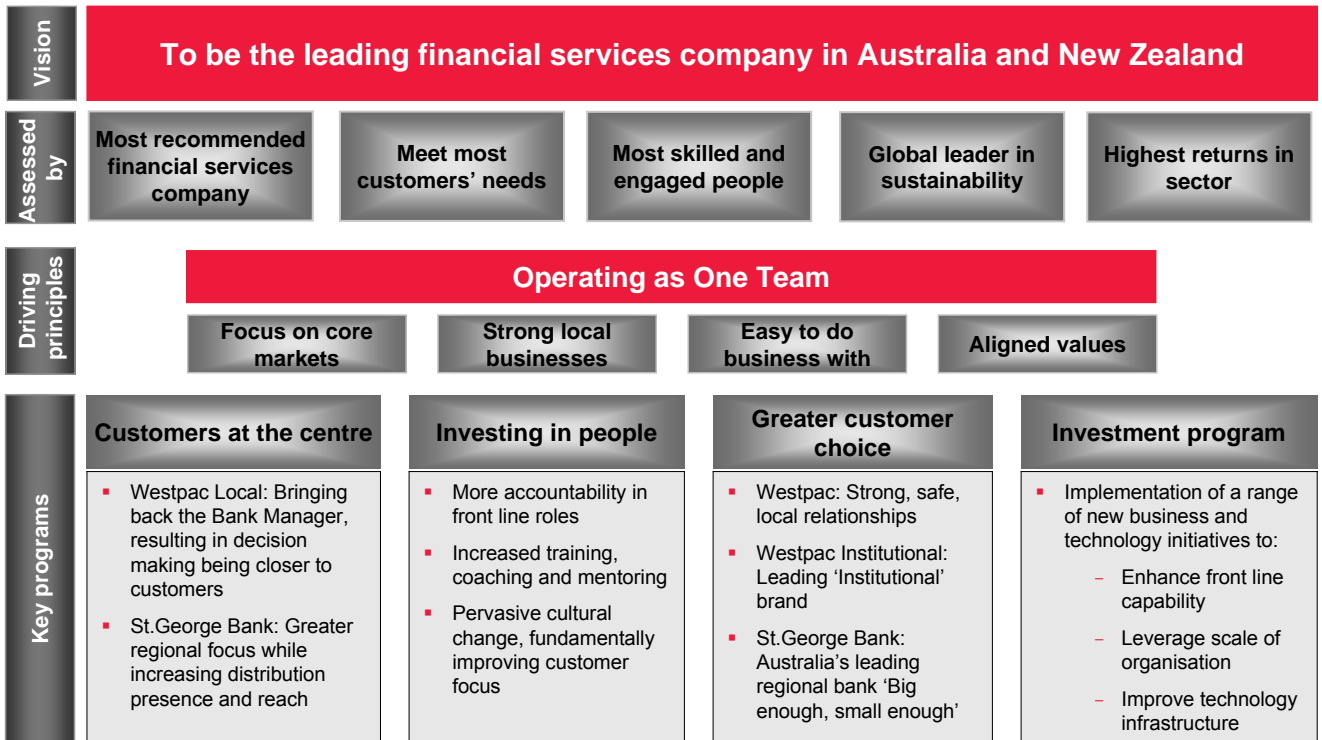 Vision
To be the leading financial services company in Australia and New Zealand
Assessed
by
Most recommended
financial services
company
Meet most
customers’ needs
Most skilled and
engaged people
Global leader in
sustainability
Highest returns in
sector
Driving
principles
Operating as One Team
Focus on core
markets
Strong local
businesses
Easy to do
business with
Aligned values
Key programs
Customers at the centre
▪ Westpac Local: Bringing
back the Bank Manager,
resulting in decision
making being closer to
customers
▪ St.George Bank: Greater
regional focus while
increasing distribution
presence and reach
Investing in people
▪ More accountability in
front line roles
▪ Increased training,
coaching and mentoring
▪ Pervasive cultural
change, fundamentally
improving customer
focus
Greater customer
choice
▪ Westpac: Strong, safe,
local relationships
▪ Westpac Institutional:
Leading ‘Institutional’
brand
▪ St.George Bank:
Australia’s leading
regional bank ‘Big
enough, small enough’
Investment program
▪ Implementation of a range
of new business and
technology initiatives to:
– Enhance front line
capability
– Leverage scale of
organisation
– Improve technology
infrastructure